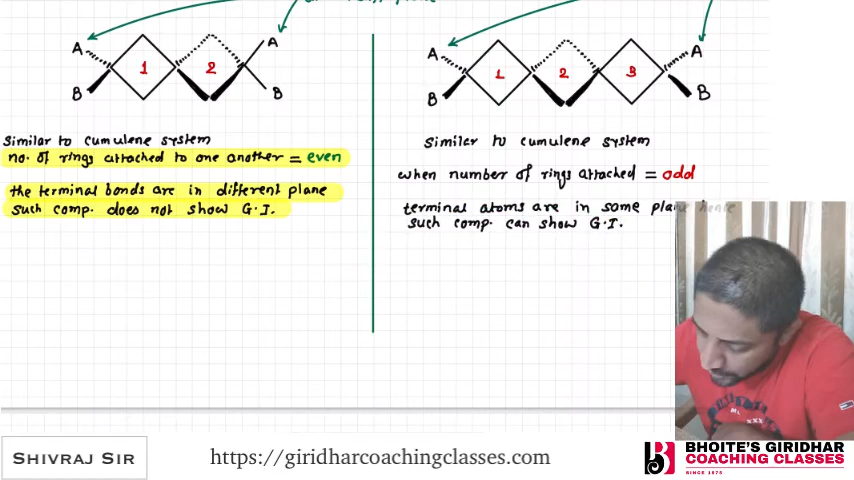 A
A
1
2
B
B
Similar to cumulene system
no. of rings attached to one another = even
the terminal bonds are in different plane
such comp. does not show G.I.
A
A
1
2
3
B
B
Similar to cumulene system
when number of rings attached = odd
terminal atoms are in same plane hence
such comp. can show G.I.
SHIVRAJ SIR
https://giridharcoachingclasses.com
BHOITE'S GIRIDHAR
COACHING CLASSES
SINCE 1975